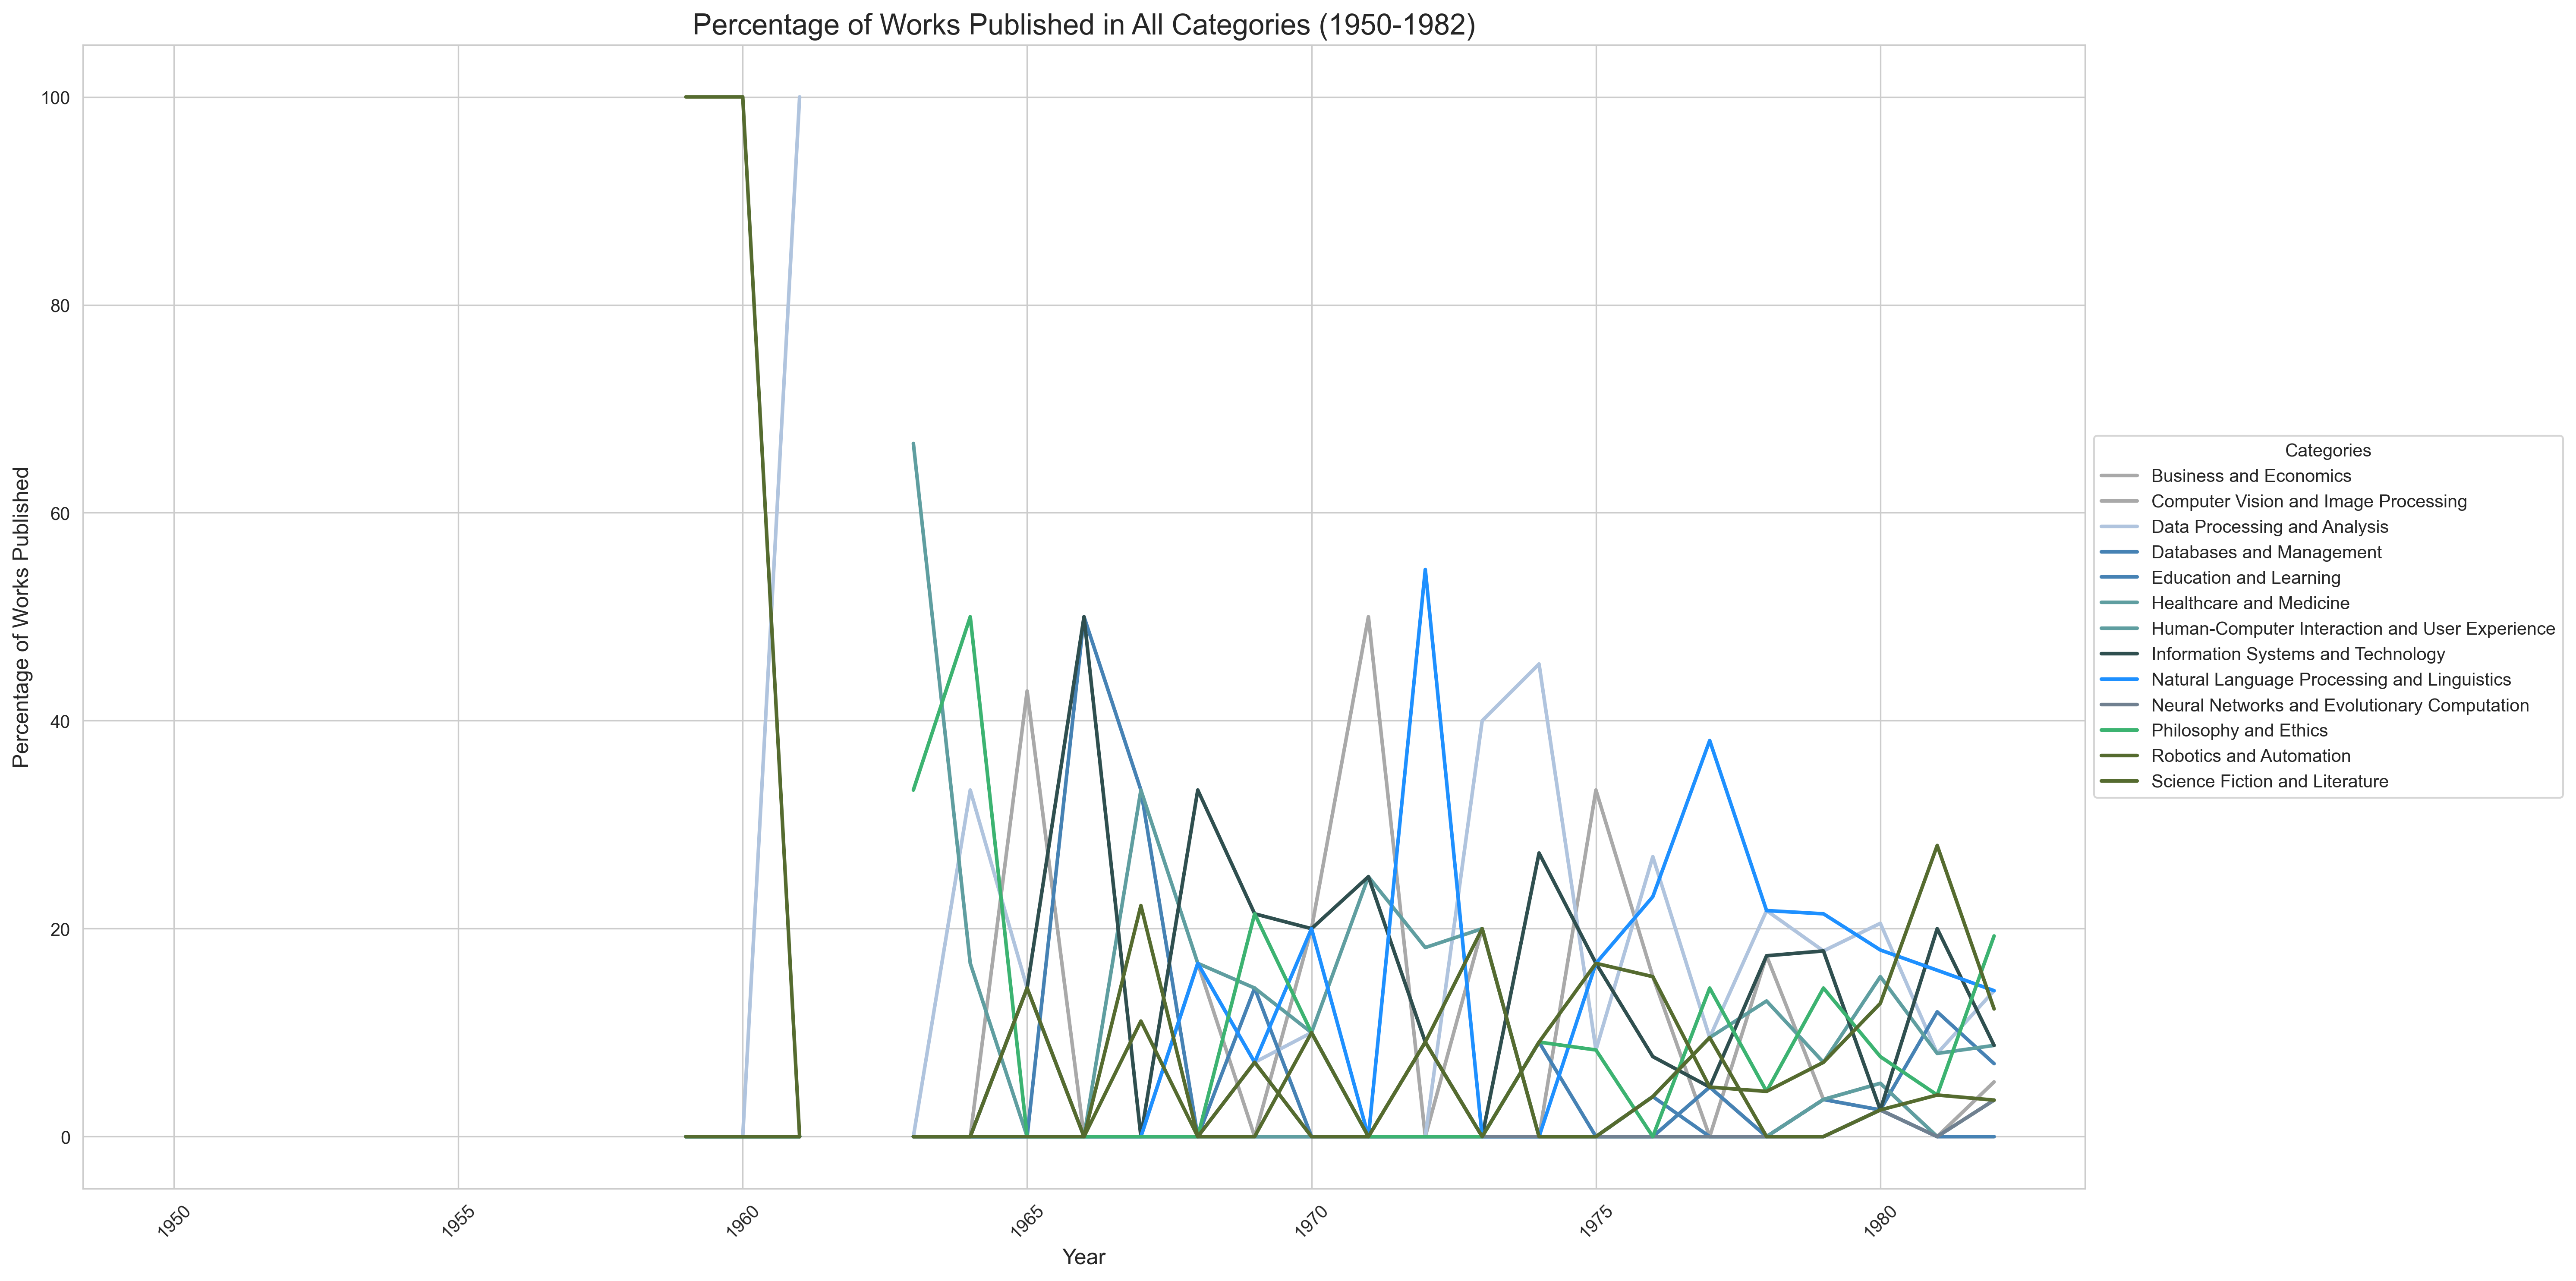 Percentage of Works Published in All Categories (1950-1982)
100
80
60
40
20
0
Percentage of Works Published
1950
1955
1960
1965
1970
1975
1980
Year
Categories
Business and Economics
Computer Vision and Image Processing
Data Processing and Analysis
Databases and Management
Education and Learning
Healthcare and Medicine
Human-Computer Interaction and User Experience
Information Systems and Technology
Natural Language Processing and Linguistics
Neural Networks and Evolutionary Computation
Philosophy and Ethics
Robotics and Automation
Science Fiction and Literature